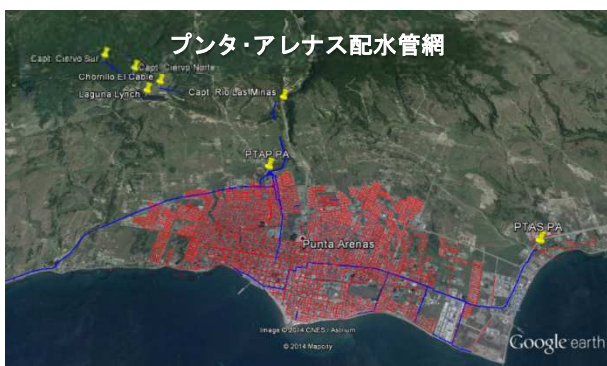 プンタ・アレナス配水管網
Capt. Ciervo Sur
Capt. Ciervo Norte
Chorrillo El Cable
Laguna Lynch
Capt. Rio Las Minas
PTAP PA
PTAS PA
Punta Arenas
Image © 2014 CNES / Astrium
© 2014 Mapcity
Google earth